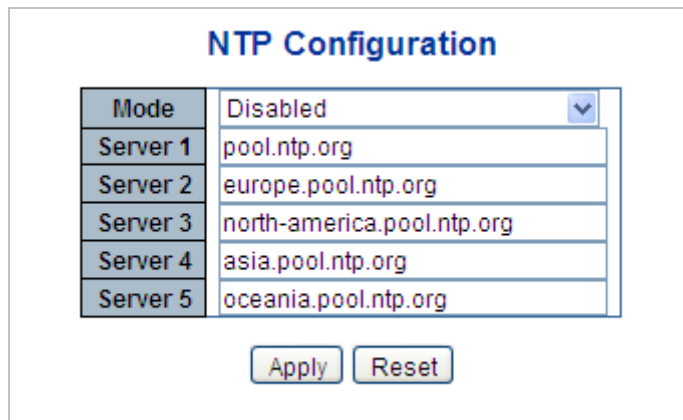 NTP Configuration
Mode Disabled
Server 1 pool.ntp.org
Server 2 europe.pool.ntp.org
Server 3 north-america.pool.ntp.org
Server 4 asia.pool.ntp.org
Server 5 oceania.pool.ntp.org
Apply Reset